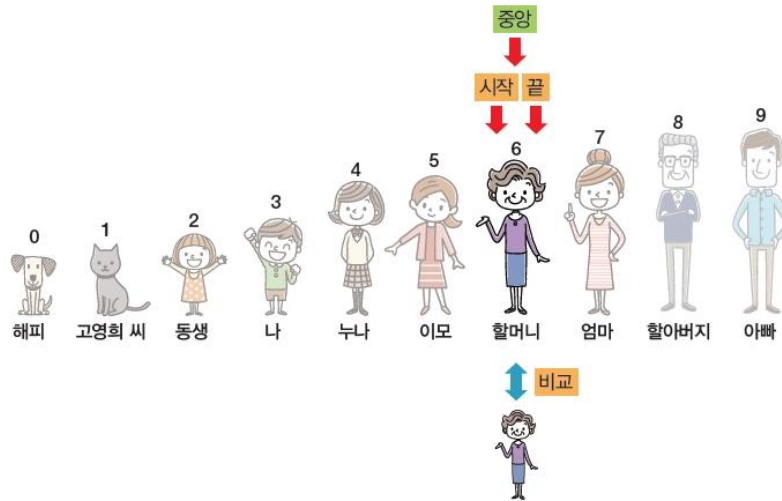 중앙
시작 끝
0 1 2 3 4 5 6 7 8 9
해피 고영희 씨 동생 나 누나 이모 할머니 엄마 할아버지 아빠
비교